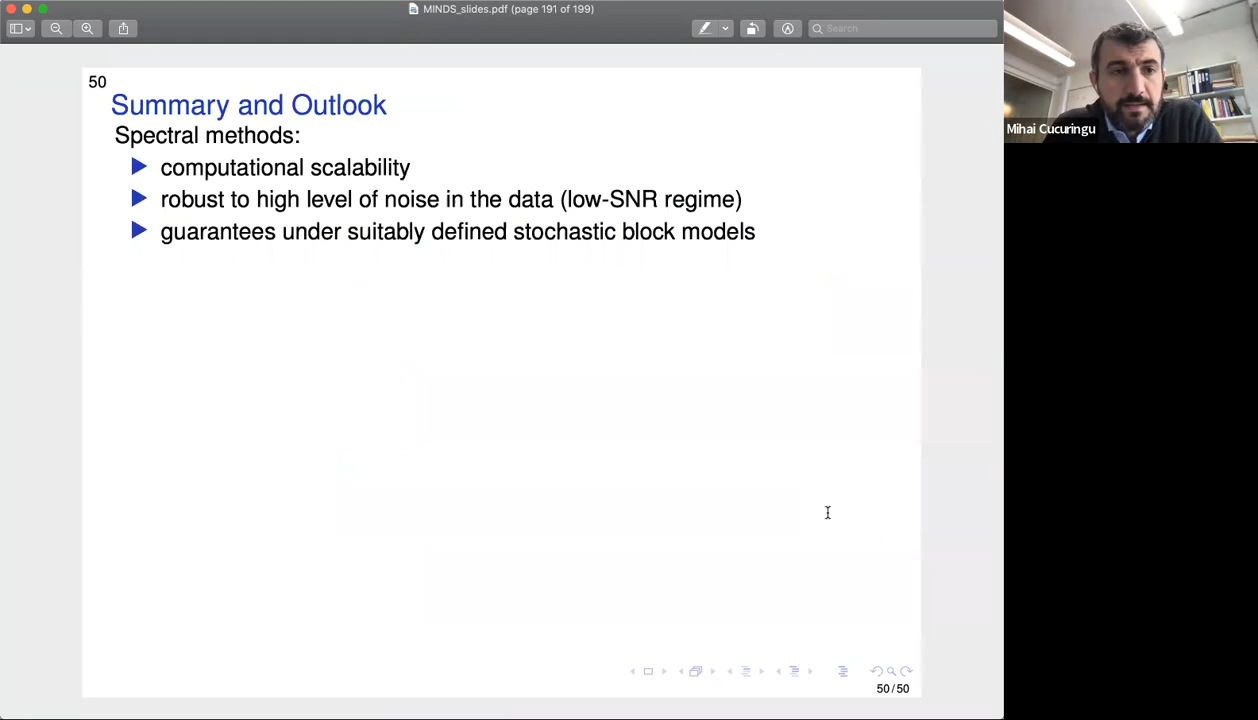 MINDS_slides.pdf (page 191 of 199)
Search
Mihai Cucuringu
50
Summary and Outlook
Spectral methods:
computational scalability
robust to high level of noise in the data (low-SNR regime)
guarantees under suitably defined stochastic block models
50/50